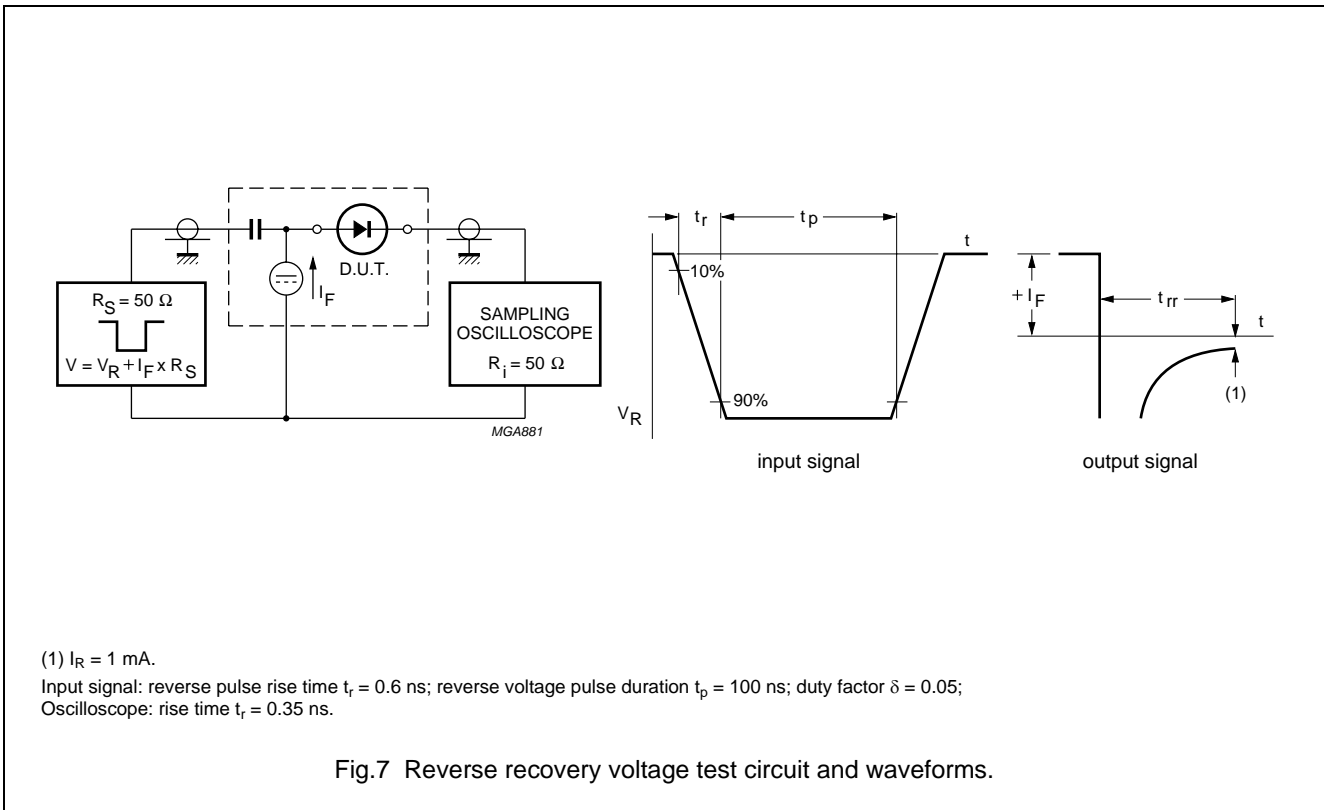 R_S = 50 Ω
V = V_R + I_F x R_S
I_F
D.U.T.
SAMPLING
OSCILLOSCOPE
R_i = 50 Ω
MGA881
t_r
t_p
t
10%
90%
V_R
input signal
+ I_F
t_rr
t
(1)
output signal
(1) I_R = 1 mA.
Input signal: reverse pulse rise time t_r = 0.6 ns; reverse voltage pulse duration t_p = 100 ns; duty factor δ = 0.05;
Oscilloscope: rise time t_r = 0.35 ns.
Fig.7 Reverse recovery voltage test circuit and waveforms.